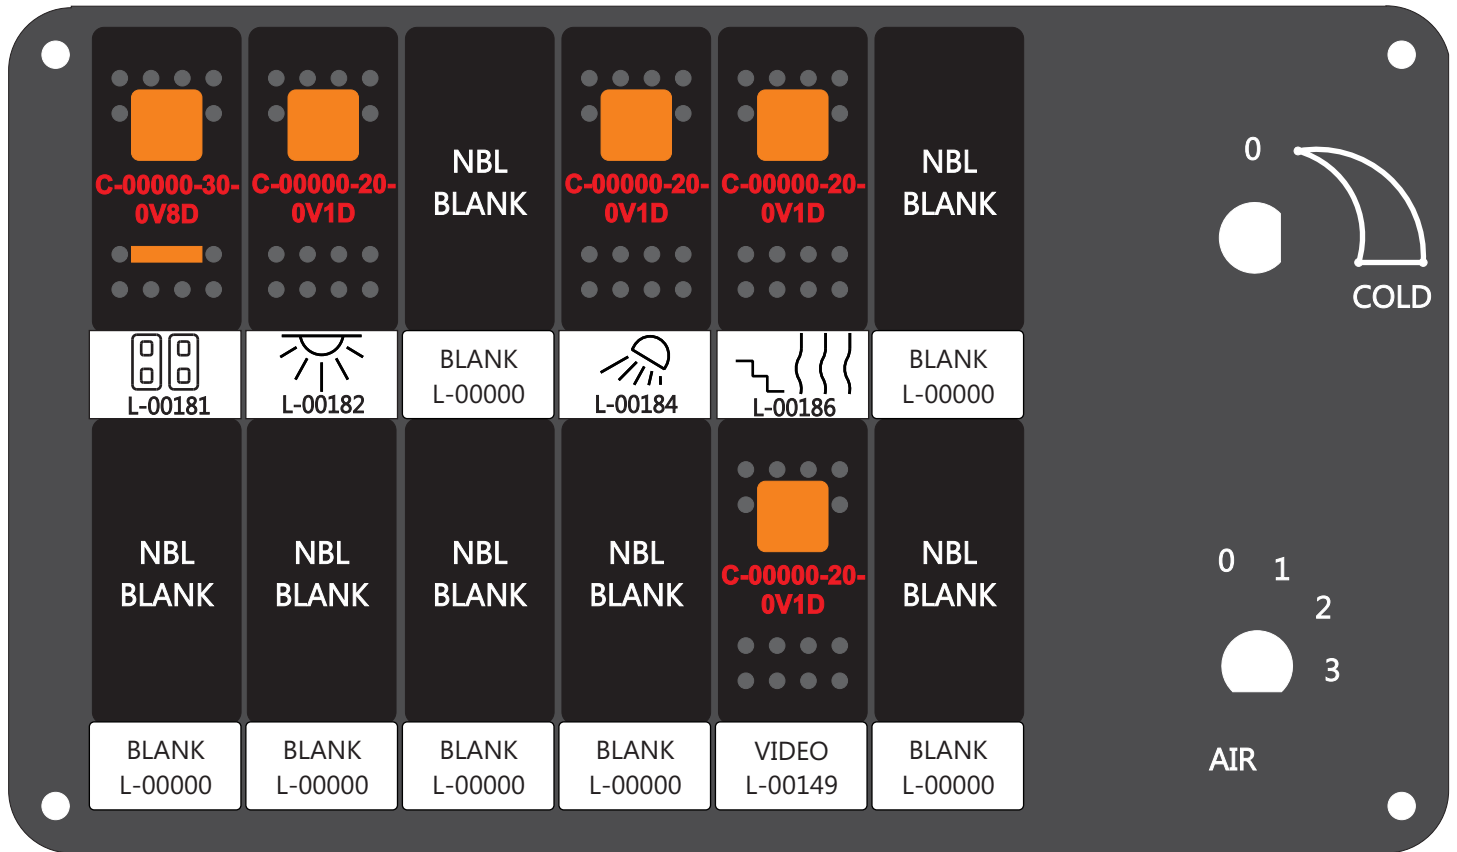 C-00000-30-
0V8D
C-00000-20-
0V1D
NBL
BLANK
C-00000-20-
0V1D
C-00000-20-
0V1D
NBL
BLANK
0
COLD
L-00181
L-00182
BLANK
L-00000
L-00184
L-00186
BLANK
L-00000
NBL
BLANK
NBL
BLANK
NBL
BLANK
NBL
BLANK
C-00000-20-
0V1D
NBL
BLANK
0
1
2
3
AIR
BLANK
L-00000
BLANK
L-00000
BLANK
L-00000
BLANK
L-00000
VIDEO
L-00149
BLANK
L-00000